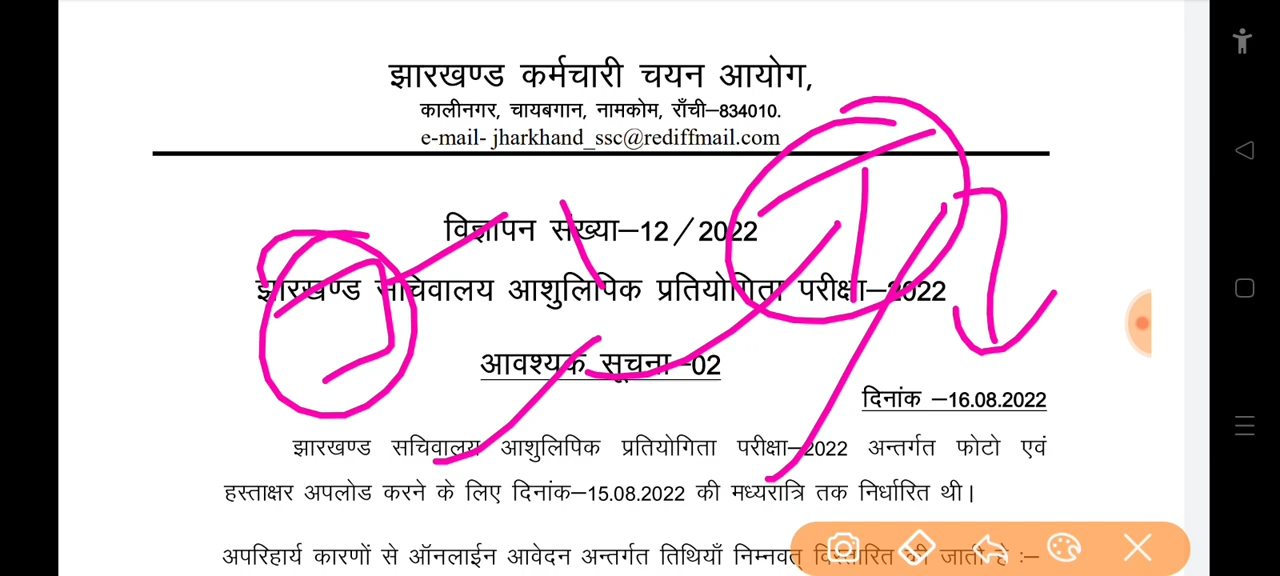 झारखण्ड कर्मचारी चयन आयोग,
कालीनगर, चायबगान, नामकोम, राँची–834010.
e-mail- jharkhand_ssc@rediffmail.com
विज्ञापन संख्या–12/2022
झारखण्ड सचिवालय आशुलिपिक प्रतियोगिता परीक्षा–2022
आवश्यक सूचना–02
दिनांक –16.08.2022
झारखण्ड सचिवालय आशुलिपिक प्रतियोगिता परीक्षा–2022 अन्तर्गत फोटो एवं
हस्ताक्षर अपलोड करने के लिए दिनांक–15.08.2022 की मध्यरात्रि तक निर्धारित थी।
अपरिहार्य कारणों से ऑनलाईन आवेदन अन्तर्गत तिथियाँ निम्नवत् विस्तारित की जाती है :–